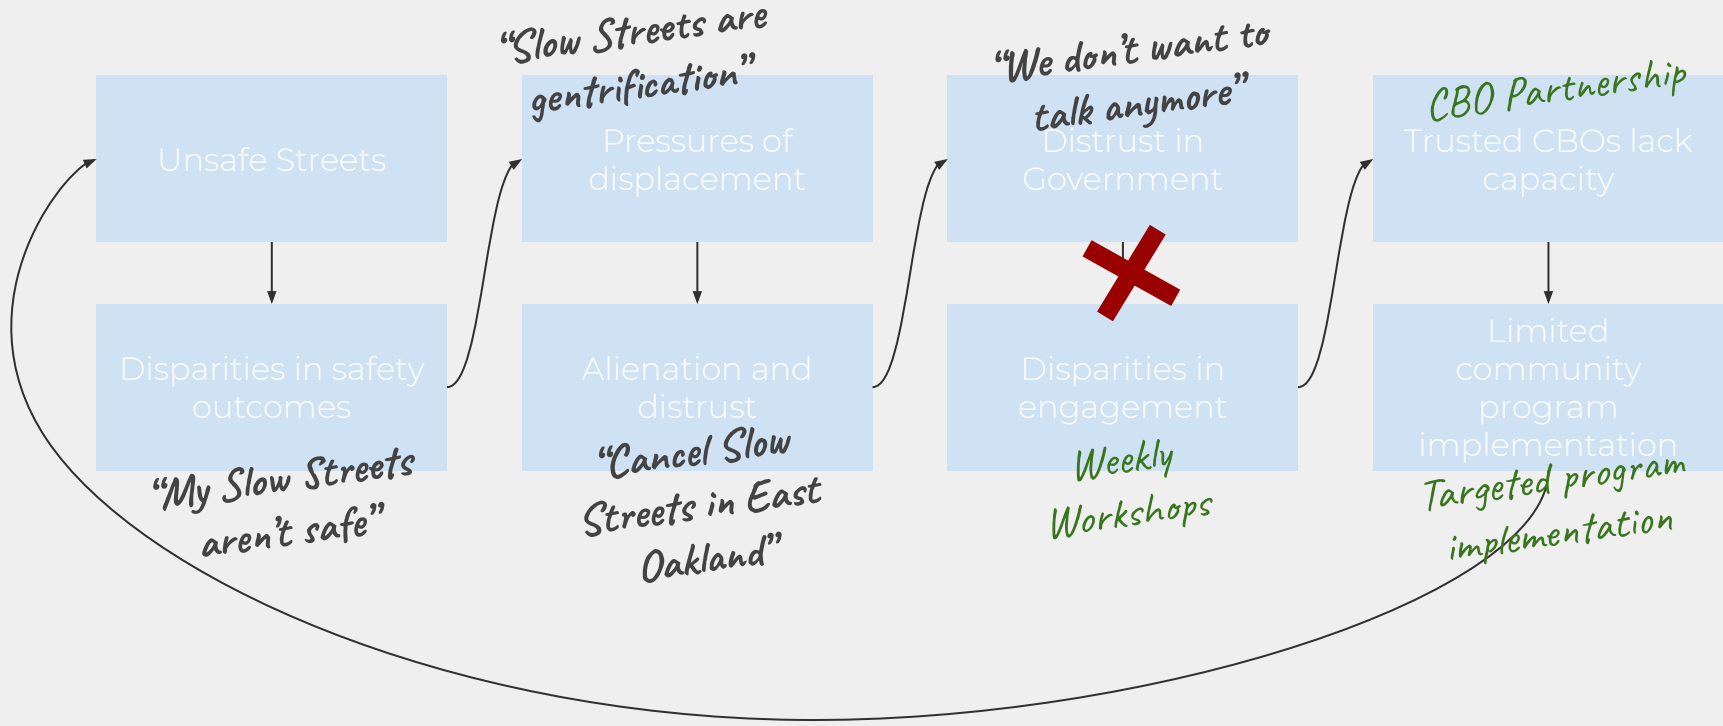 “Slow Streets are
gentrification”
“We don’t want to
talk anymore”
CBO Partnership
Unsafe Streets
Pressures of
displacement
Distrust in
Government
Trusted CBOs lack
capacity
Disparities in safety
outcomes
Alienation and
distrust
Disparities in
engagement
Limited
community
program
implementation
“My Slow Streets
aren’t safe”
“Cancel Slow
Streets in East
Oakland”
Weekly
Workshops
Targeted program
implementation